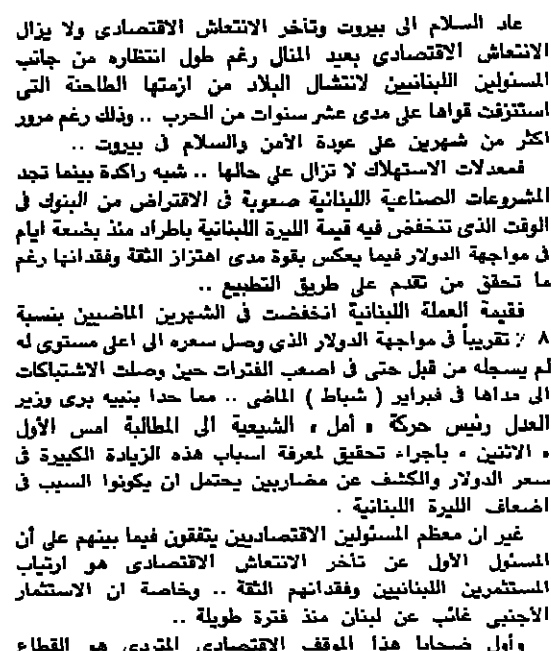 عاد السلام الى بيروت وتأخر الانتعاش الاقتصادى ولا يزال
الانتعاش الاقتصادى بعيد المنال رغم طول انتظاره من جانب
المسئولين اللبنانيين لانتشال البلاد من ازمتها الطاحنة التى
استنزفت قواها على مدى عشر سنوات من الحرب .. وذلك رغم مرور
اكثر من شهرين على عودة الأمن والسلام فى بيروت ..
فمعدلات الاستهلاك لا تزال على حالها .. شبه راكدة بينما تجد
المشروعات الصناعية اللبنانية صعوبة فى الاقتراض من البنوك فى
الوقت الذى تنخفض فيه قيمة الليرة اللبنانية باطراد منذ بضعة ايام
فى مواجهة الدولار فيما يعكس بقوة مدى اهتزاز الثقة وفقدانها رغم
ما تحقق من تقدم على طريق التطبيع ..
فقيمة العملة اللبنانية انخفضت فى الشهرين الماضيين بنسبة
٨ ٪ تقريباً فى مواجهة الدولار الذى وصل سعره الى اعلى مستوى له
لم يسجله من قبل حتى فى اصعب الفترات حين وصلت الاشتباكات
الى مداها فى فبراير ( شباط ) الماضى .. مما حدا بنبيه برى وزير
العدل رئيس حركة « أمل » الشيعية الى المطالبة امس الأول
« الاثنين » باجراء تحقيق لمعرفة اسباب هذه الزيادة الكبيرة فى
سعر الدولار والكشف عن مضاربين يحتمل ان يكونوا السبب فى
اضعاف الليرة اللبنانية .
غير ان معظم المسئولين الاقتصاديين يتفقون فيما بينهم على أن
المسئول الأول عن تأخر الانتعاش الاقتصادى هو ارتياب
المستثمرين اللبنانيين وفقدانهم الثقة .. وخاصة ان الاستثمار
الأجنبى غائب عن لبنان منذ فترة طويلة ..
وأول ضحايا هذا الموقف الاقتصادى المتردى هو القطاع